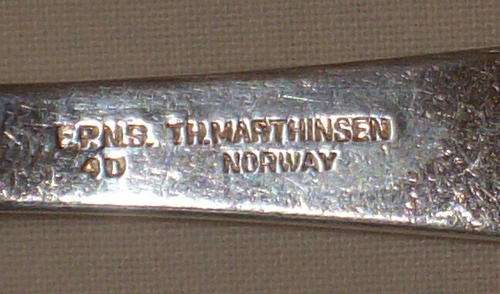 E.P.N.S. TH.MARTHINSEN
40 NORWAY